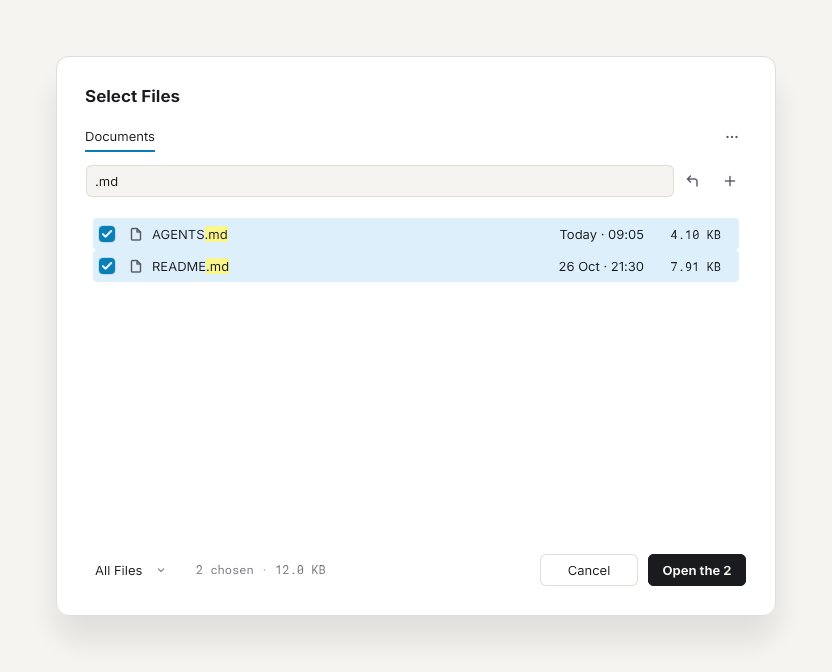 Select Files
Documents
.md
AGENTS.md Today · 09:05 4.10 KB
README.md 26 Oct · 21:30 7.91 KB
All Files 2 chosen · 12.0 KB Cancel Open the 2